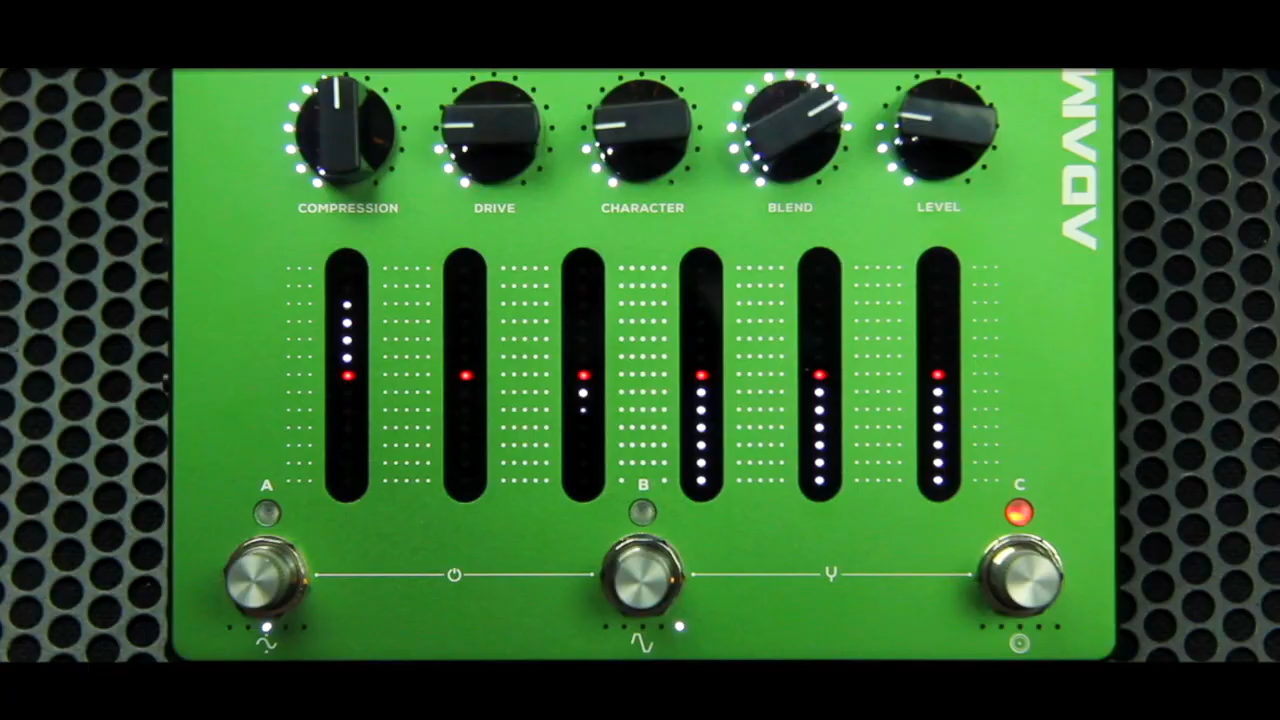 COMPRESSION
DRIVE
CHARACTER
BLEND
LEVEL
ADAM
A
B
C